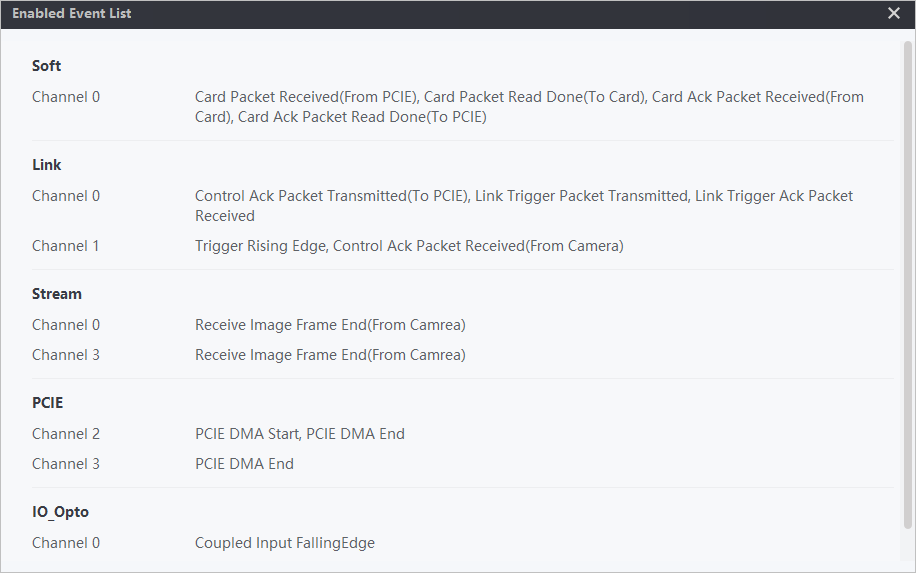 Enabled Event List
Soft
Channel 0
Card Packet Received(From PCIE), Card Packet Read Done(To Card), Card Ack Packet Received(From
Card), Card Ack Packet Read Done(To PCIE)
Link
Channel 0
Control Ack Packet Transmitted(To PCIE), Link Trigger Packet Transmitted, Link Trigger Ack Packet
Received
Channel 1
Trigger Rising Edge, Control Ack Packet Received(From Camera)
Stream
Channel 0
Receive Image Frame End(From Camrea)
Channel 3
Receive Image Frame End(From Camrea)
PCIE
Channel 2
PCIE DMA Start, PCIE DMA End
Channel 3
PCIE DMA End
IO_Opto
Channel 0
Coupled Input FallingEdge